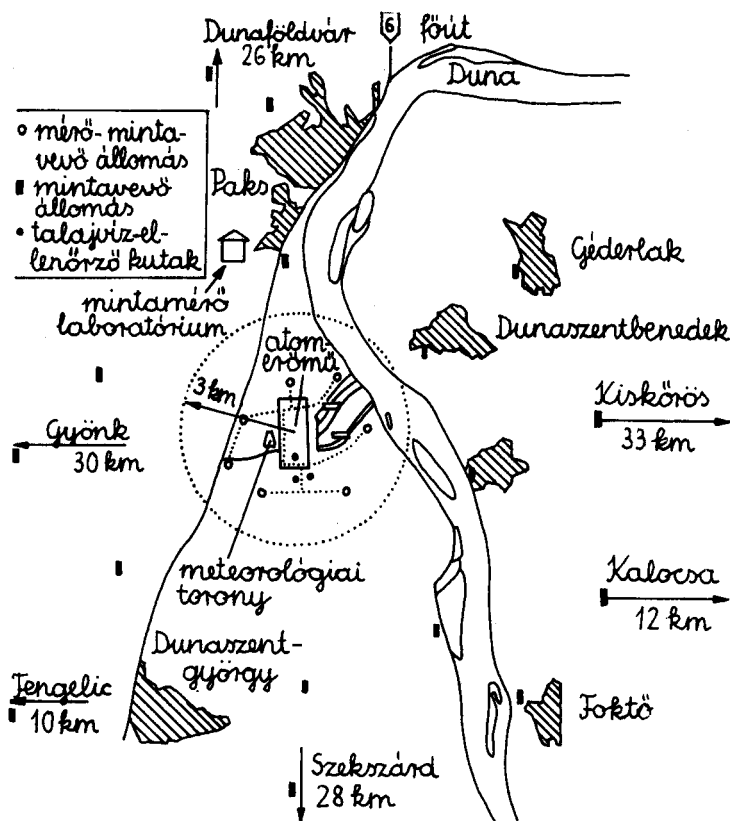 Dunaföldvár
26 km
6 főút
Duna
mérő-minta-
vevő állomás
mintavevő
állomás
talajvíz-el-
lenőrző kutak
Paks
mintamérő
laboratórium
Géderlak
Dunaszentbenedek
atom-
erőmű
3 km
Gyönk
30 km
Kiskőrös
33 km
meteorológiai
torony
Kalocsa
12 km
Dunaszent-
györgy
Tengelic
10 km
Foktő
Szekszárd
28 km